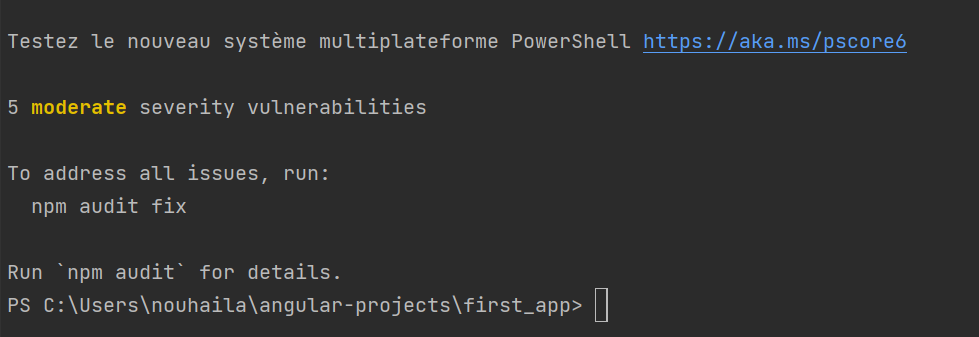 Testez le nouveau système multiplateforme PowerShell https://aka.ms/pscore6
5 moderate severity vulnerabilities
To address all issues, run:
  npm audit fix
Run `npm audit` for details.
PS C:\Users\nouhaila\angular-projects\first_app>